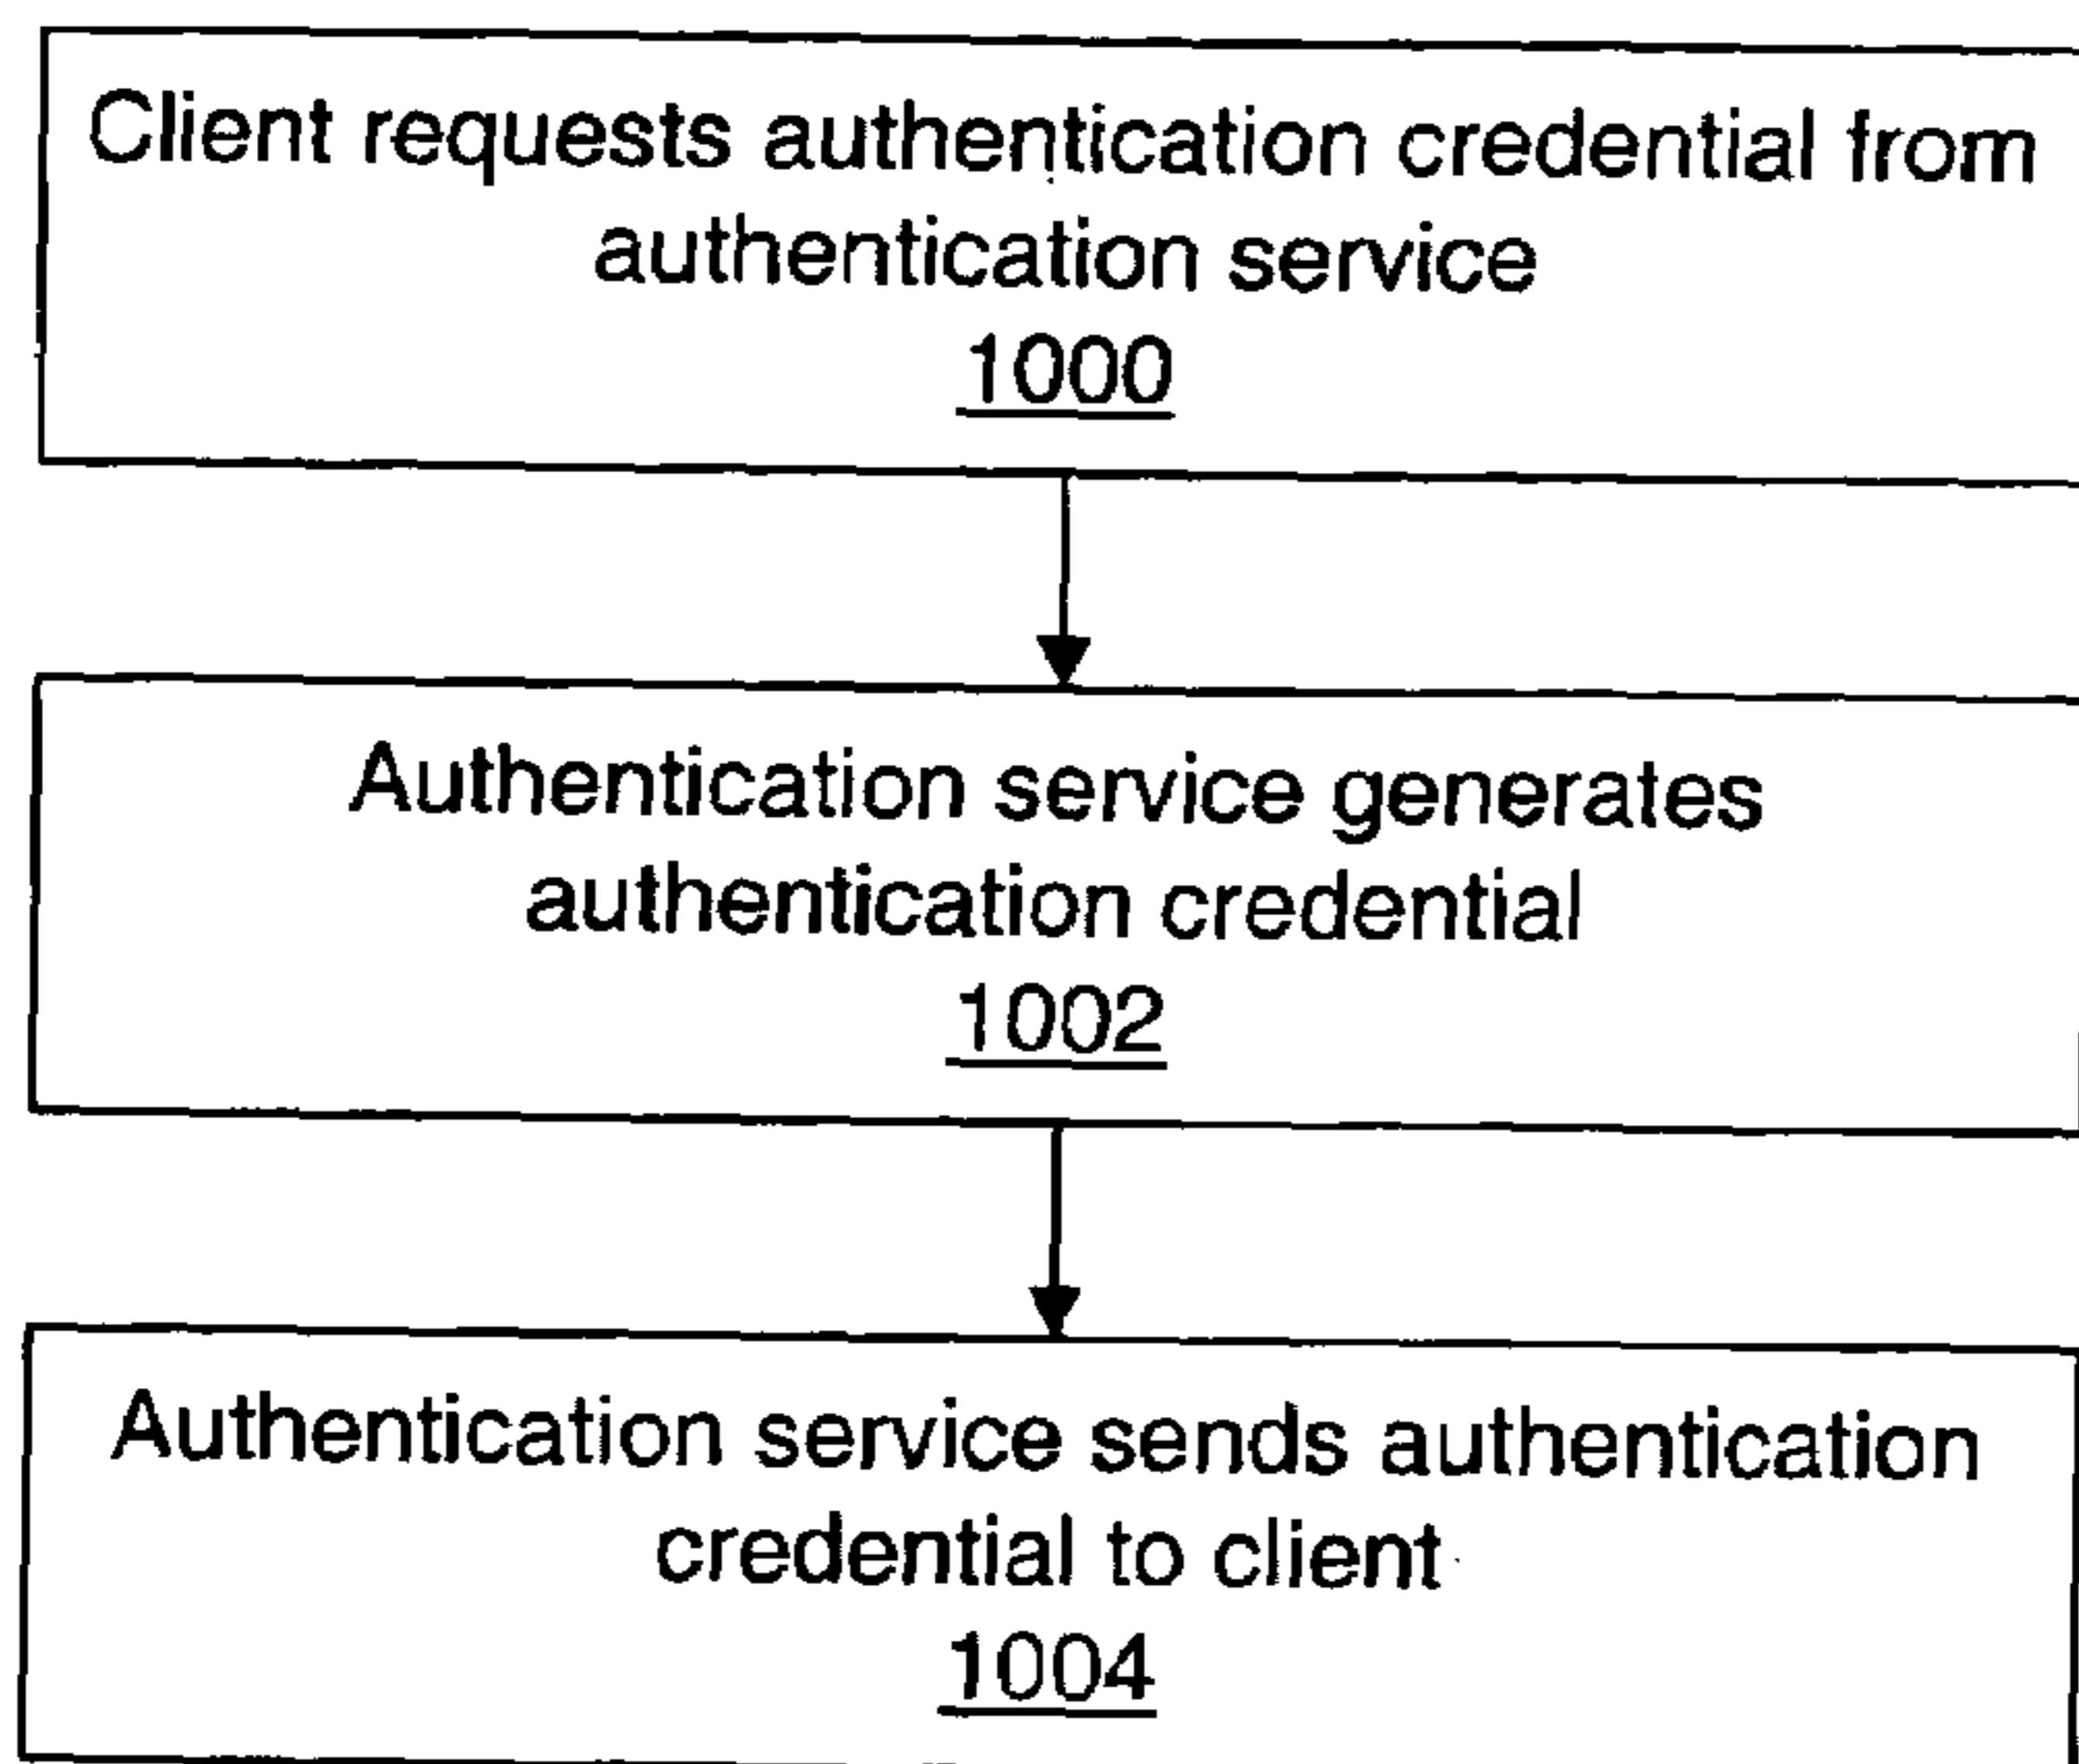 Client requests authentication credential from
authentication service
1000
Authentication service generates
authentication credential
1002
Authentication service sends authentication
credential to client
1004